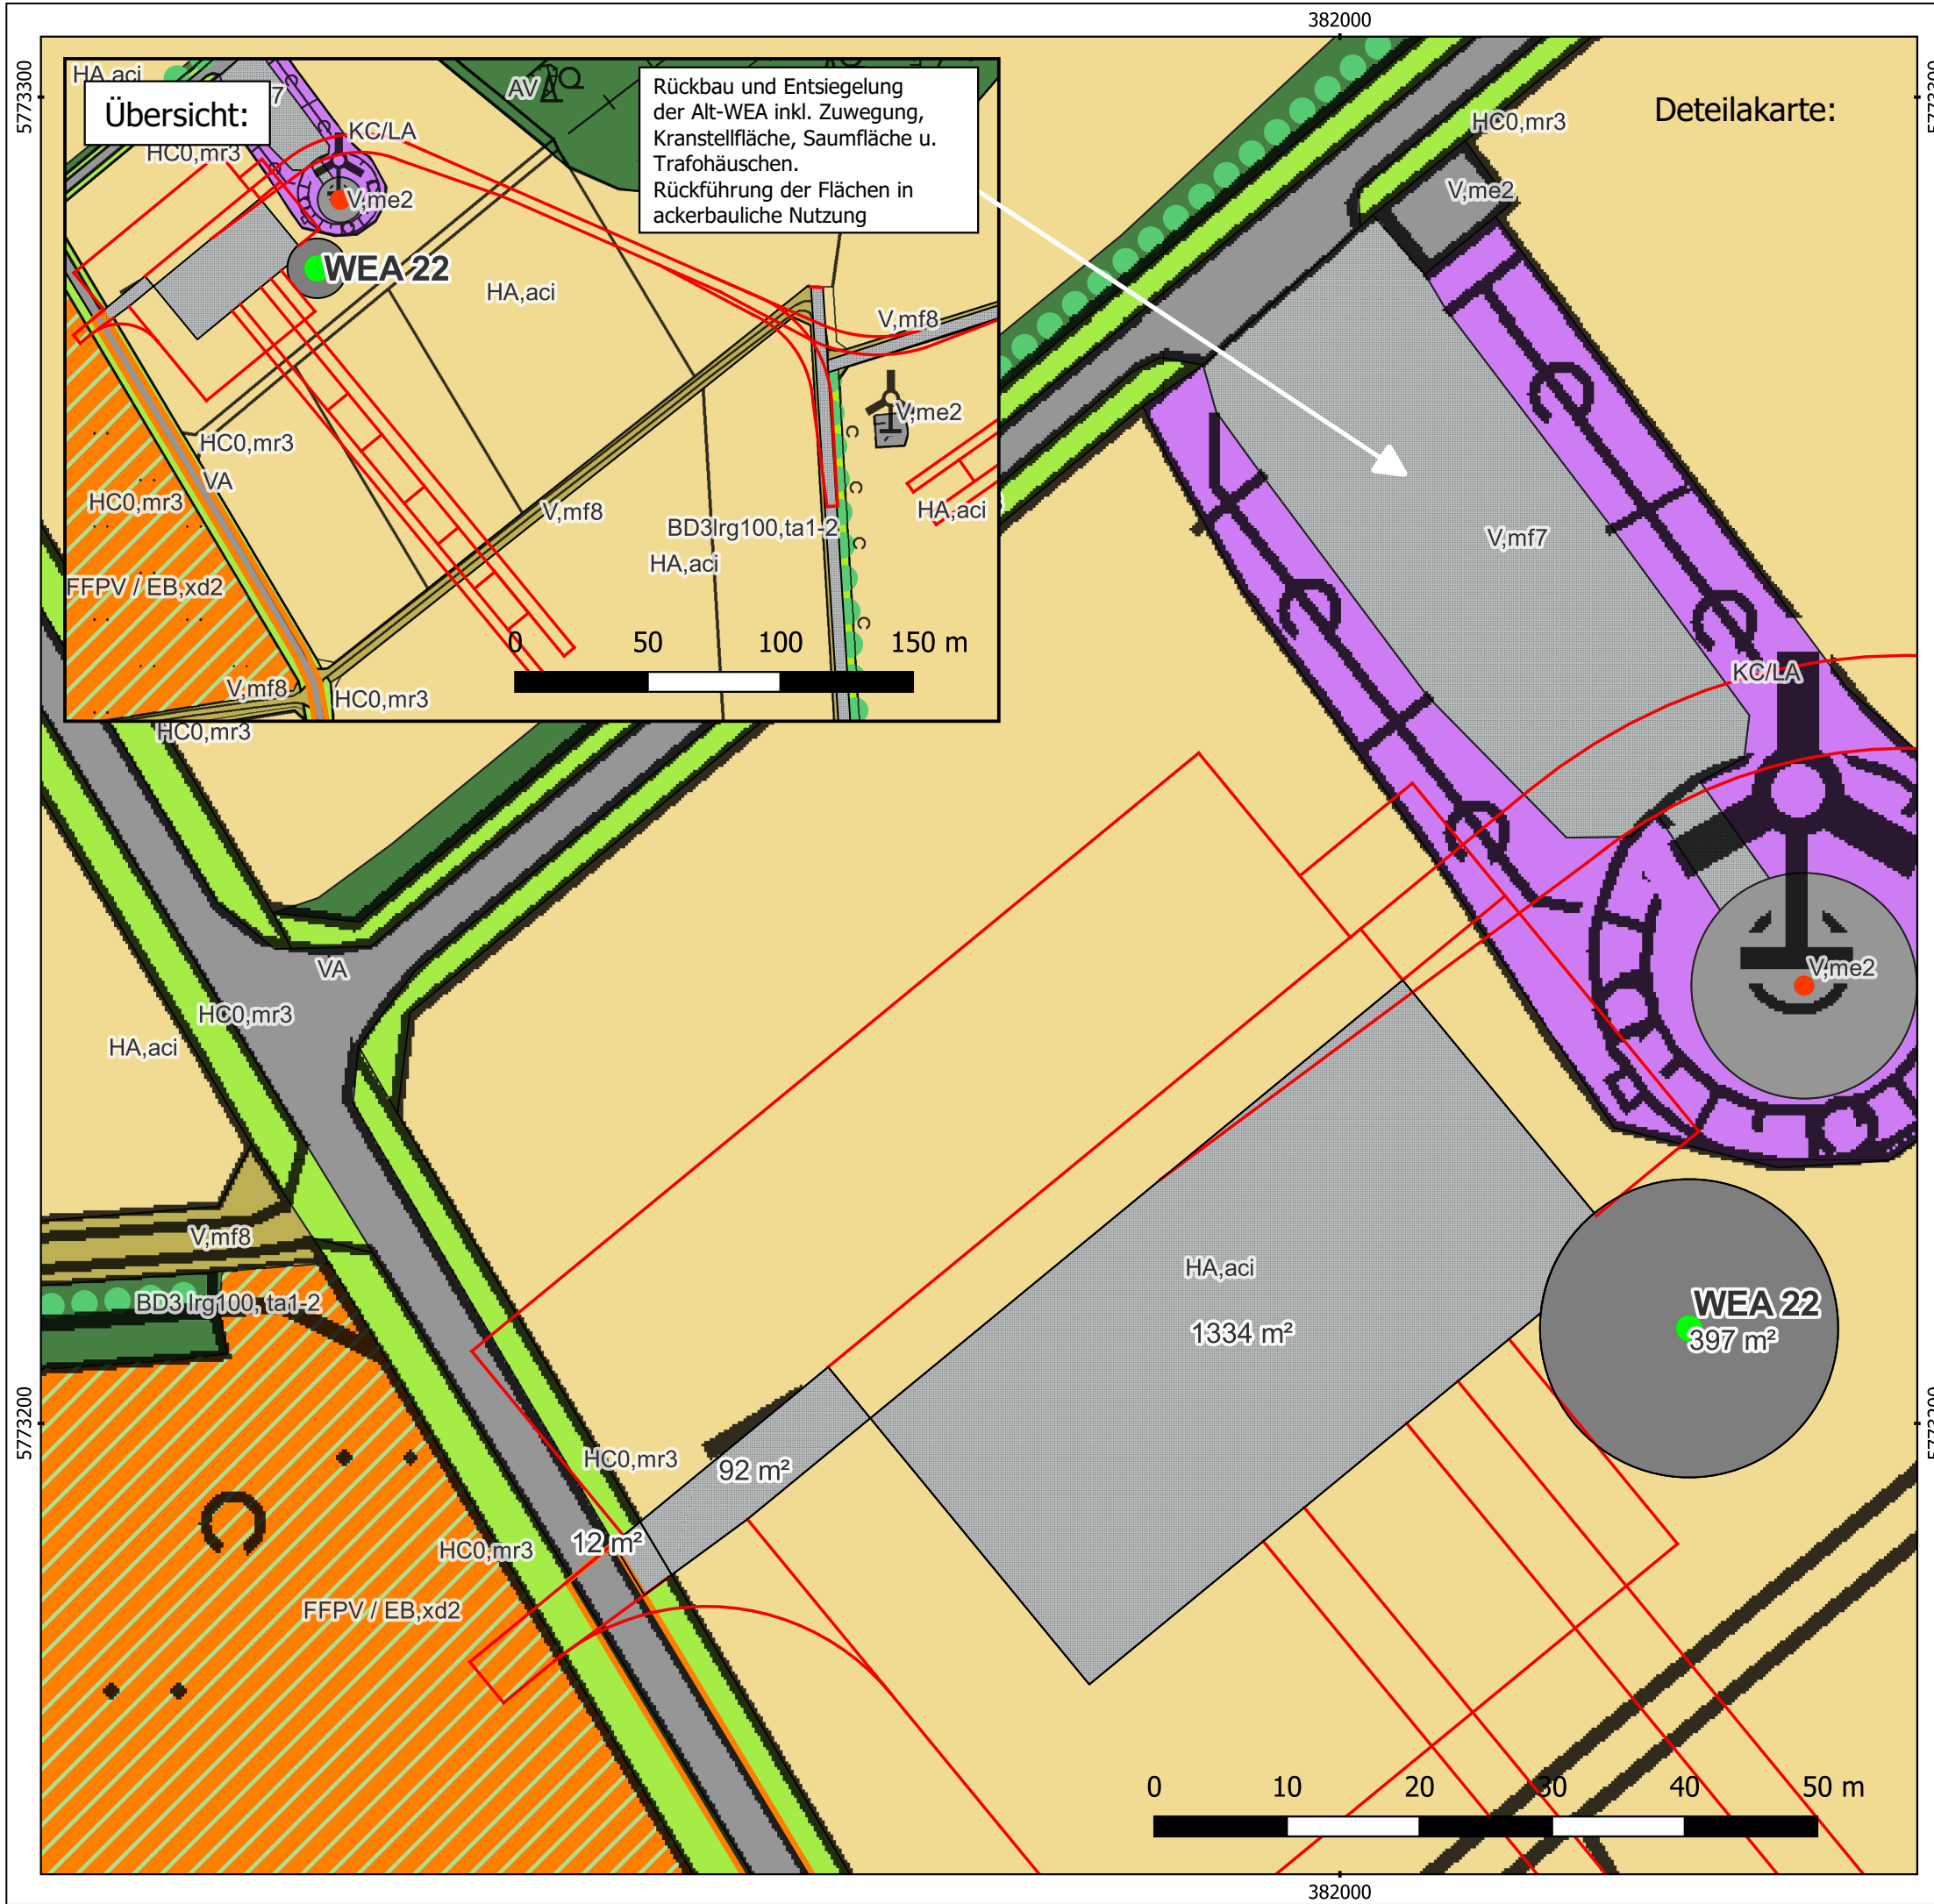 382000
5773300
5773300
Übersicht:
HA,aci
7
HC0,mr3
KC/LA
V,me2
WEA 22
AV
HA,aci
Rückbau und Entsiegelung
der Alt-WEA inkl. Zuwegung,
Kranstellfläche, Saumfläche u.
Trafohäuschen.
Rückführung der Flächen in
ackerbauliche Nutzung
V,mf8
V,me2
HC0,mr3
VA
HC0,mr3
V,mf8
BD3lrg100,ta1-2
HA,aci
HA,aci
FFPV / EB,xd2
V,mf8
HC0,mr3
0 50 100 150 m
Deteilakarte:
HC0,mr3
V,me2
V,mf7
KC/LA
V,me2
HC0,mr3
VA
HC0,mr3
HA,aci
V,mf8
BD3 lrg100, ta1-2
HA,aci
1334 m²
WEA 22
397 m²
5773200
5773200
HC0,mr3
92 m²
12 m²
HC0,mr3
FFPV / EB,xd2
0 10 20 30 40 50 m
382000